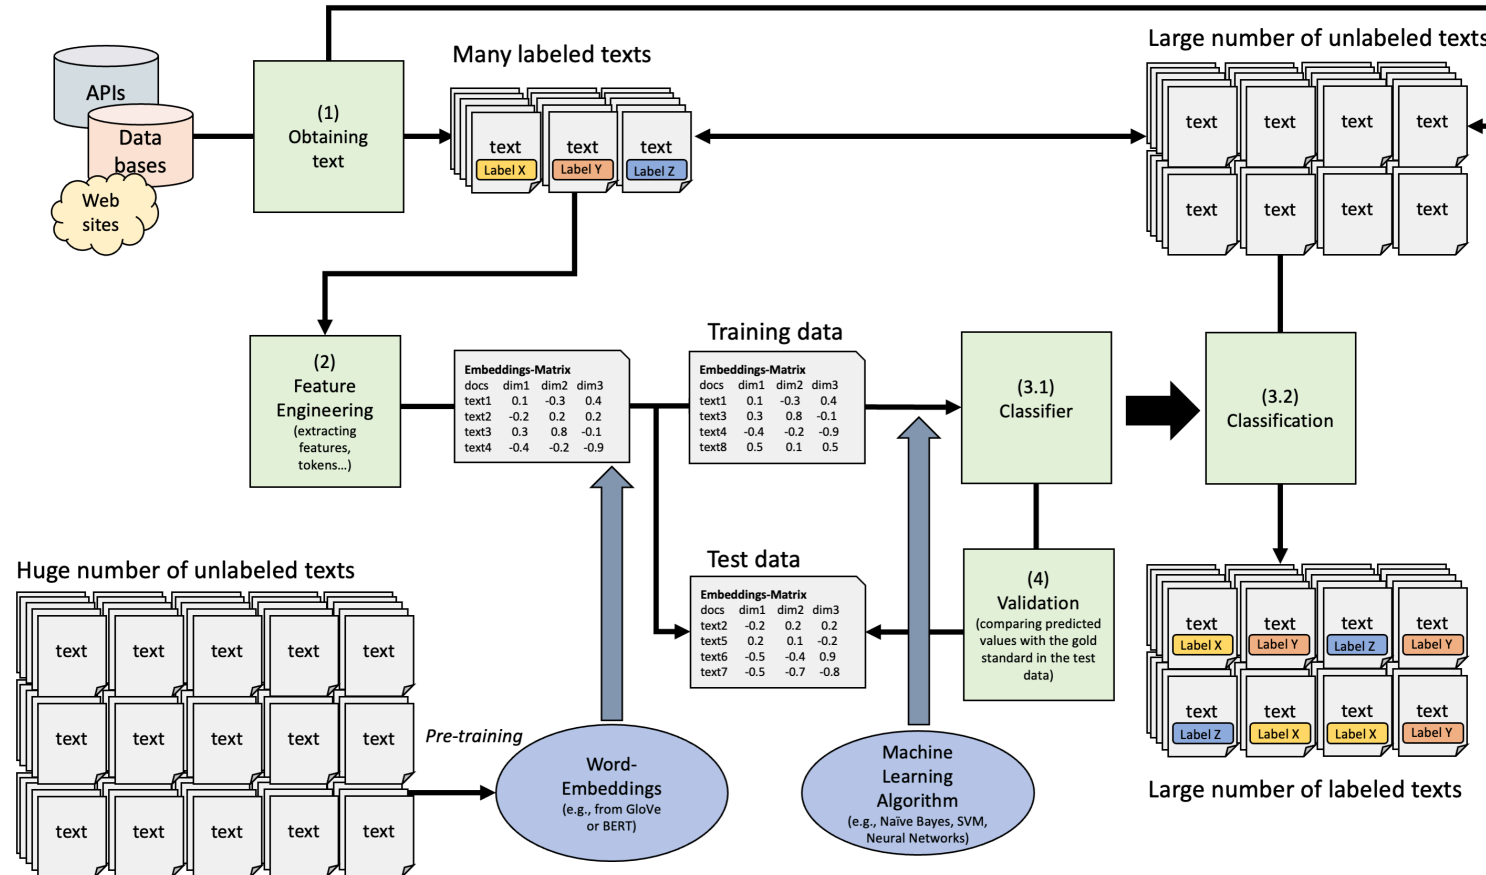 APIs
Data
bases
Web
sites
(1)
Obtaining
text
Many labeled texts
text
Label X
text
Label Y
text
Label Z
Large number of unlabeled texts
text text text text
text text text text
(2)
Feature
Engineering
(extracting
features,
tokens...)
Embeddings-Matrix
docs dim1 dim2 dim3
text1 0.1 -0.3 0.4
text2 -0.2 0.2 0.2
text3 0.3 0.8 -0.1
text4 -0.4 -0.2 -0.9
Training data
Embeddings-Matrix
docs dim1 dim2 dim3
text1 0.1 -0.3 0.4
text3 0.3 0.8 -0.1
text4 -0.4 -0.2 -0.9
text8 0.5 0.1 0.5
(3.1)
Classifier
(3.2)
Classification
Test data
Embeddings-Matrix
docs dim1 dim2 dim3
text2 -0.2 0.2 0.2
text5 0.2 0.1 -0.2
text6 -0.5 -0.4 0.9
text7 -0.5 -0.7 -0.8
(4)
Validation
(comparing predicted
values with the gold
standard in the test
data)
Huge number of unlabeled texts
text text text text text
text text text text text
text text text text text
Pre-training
Word-
Embeddings
(e.g., from GloVe
or BERT)
Machine
Learning
Algorithm
(e.g., Naïve Bayes, SVM,
Neural Networks)
text text text text
Label X Label Y Label Z Label Y
text text text text
Label Z Label X Label X Label Y
Large number of labeled texts